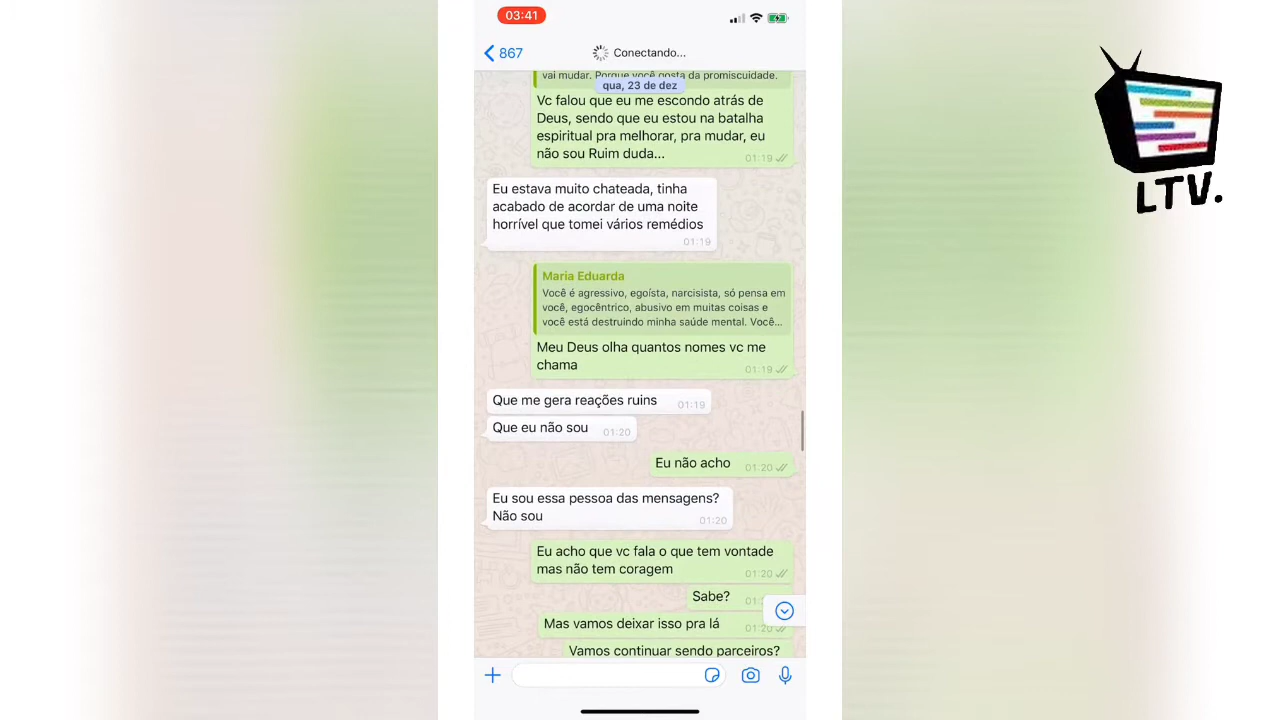 03:41
867
Conectando...
vai mudar. Porque você gosta da promiscuidade.
qua, 23 de dez
Vc falou que eu me escondo atrás de
Deus, sendo que eu estou na batalha
espiritual pra melhorar, pra mudar, eu
não sou Ruim duda...
01:19
Eu estava muito chateada, tinha
acabado de acordar de uma noite
horrível que tomei vários remédios
01:19
Maria Eduarda
Você é agressivo, egoísta, narcisista, só pensa em
você, egocêntrico, abusivo em muitas coisas e
você está destruindo minha saúde mental. Você...
Meu Deus olha quantos nomes vc me
chama
01:19
Que me gera reações ruins
01:19
Que eu não sou
01:20
Eu não acho
01:20
Eu sou essa pessoa das mensagens?
Não sou
01:20
Eu acho que vc fala o que tem vontade
mas não tem coragem
01:20
Sabe?
Mas vamos deixar isso pra lá
01:20
Vamos continuar sendo parceiros?
LTV.